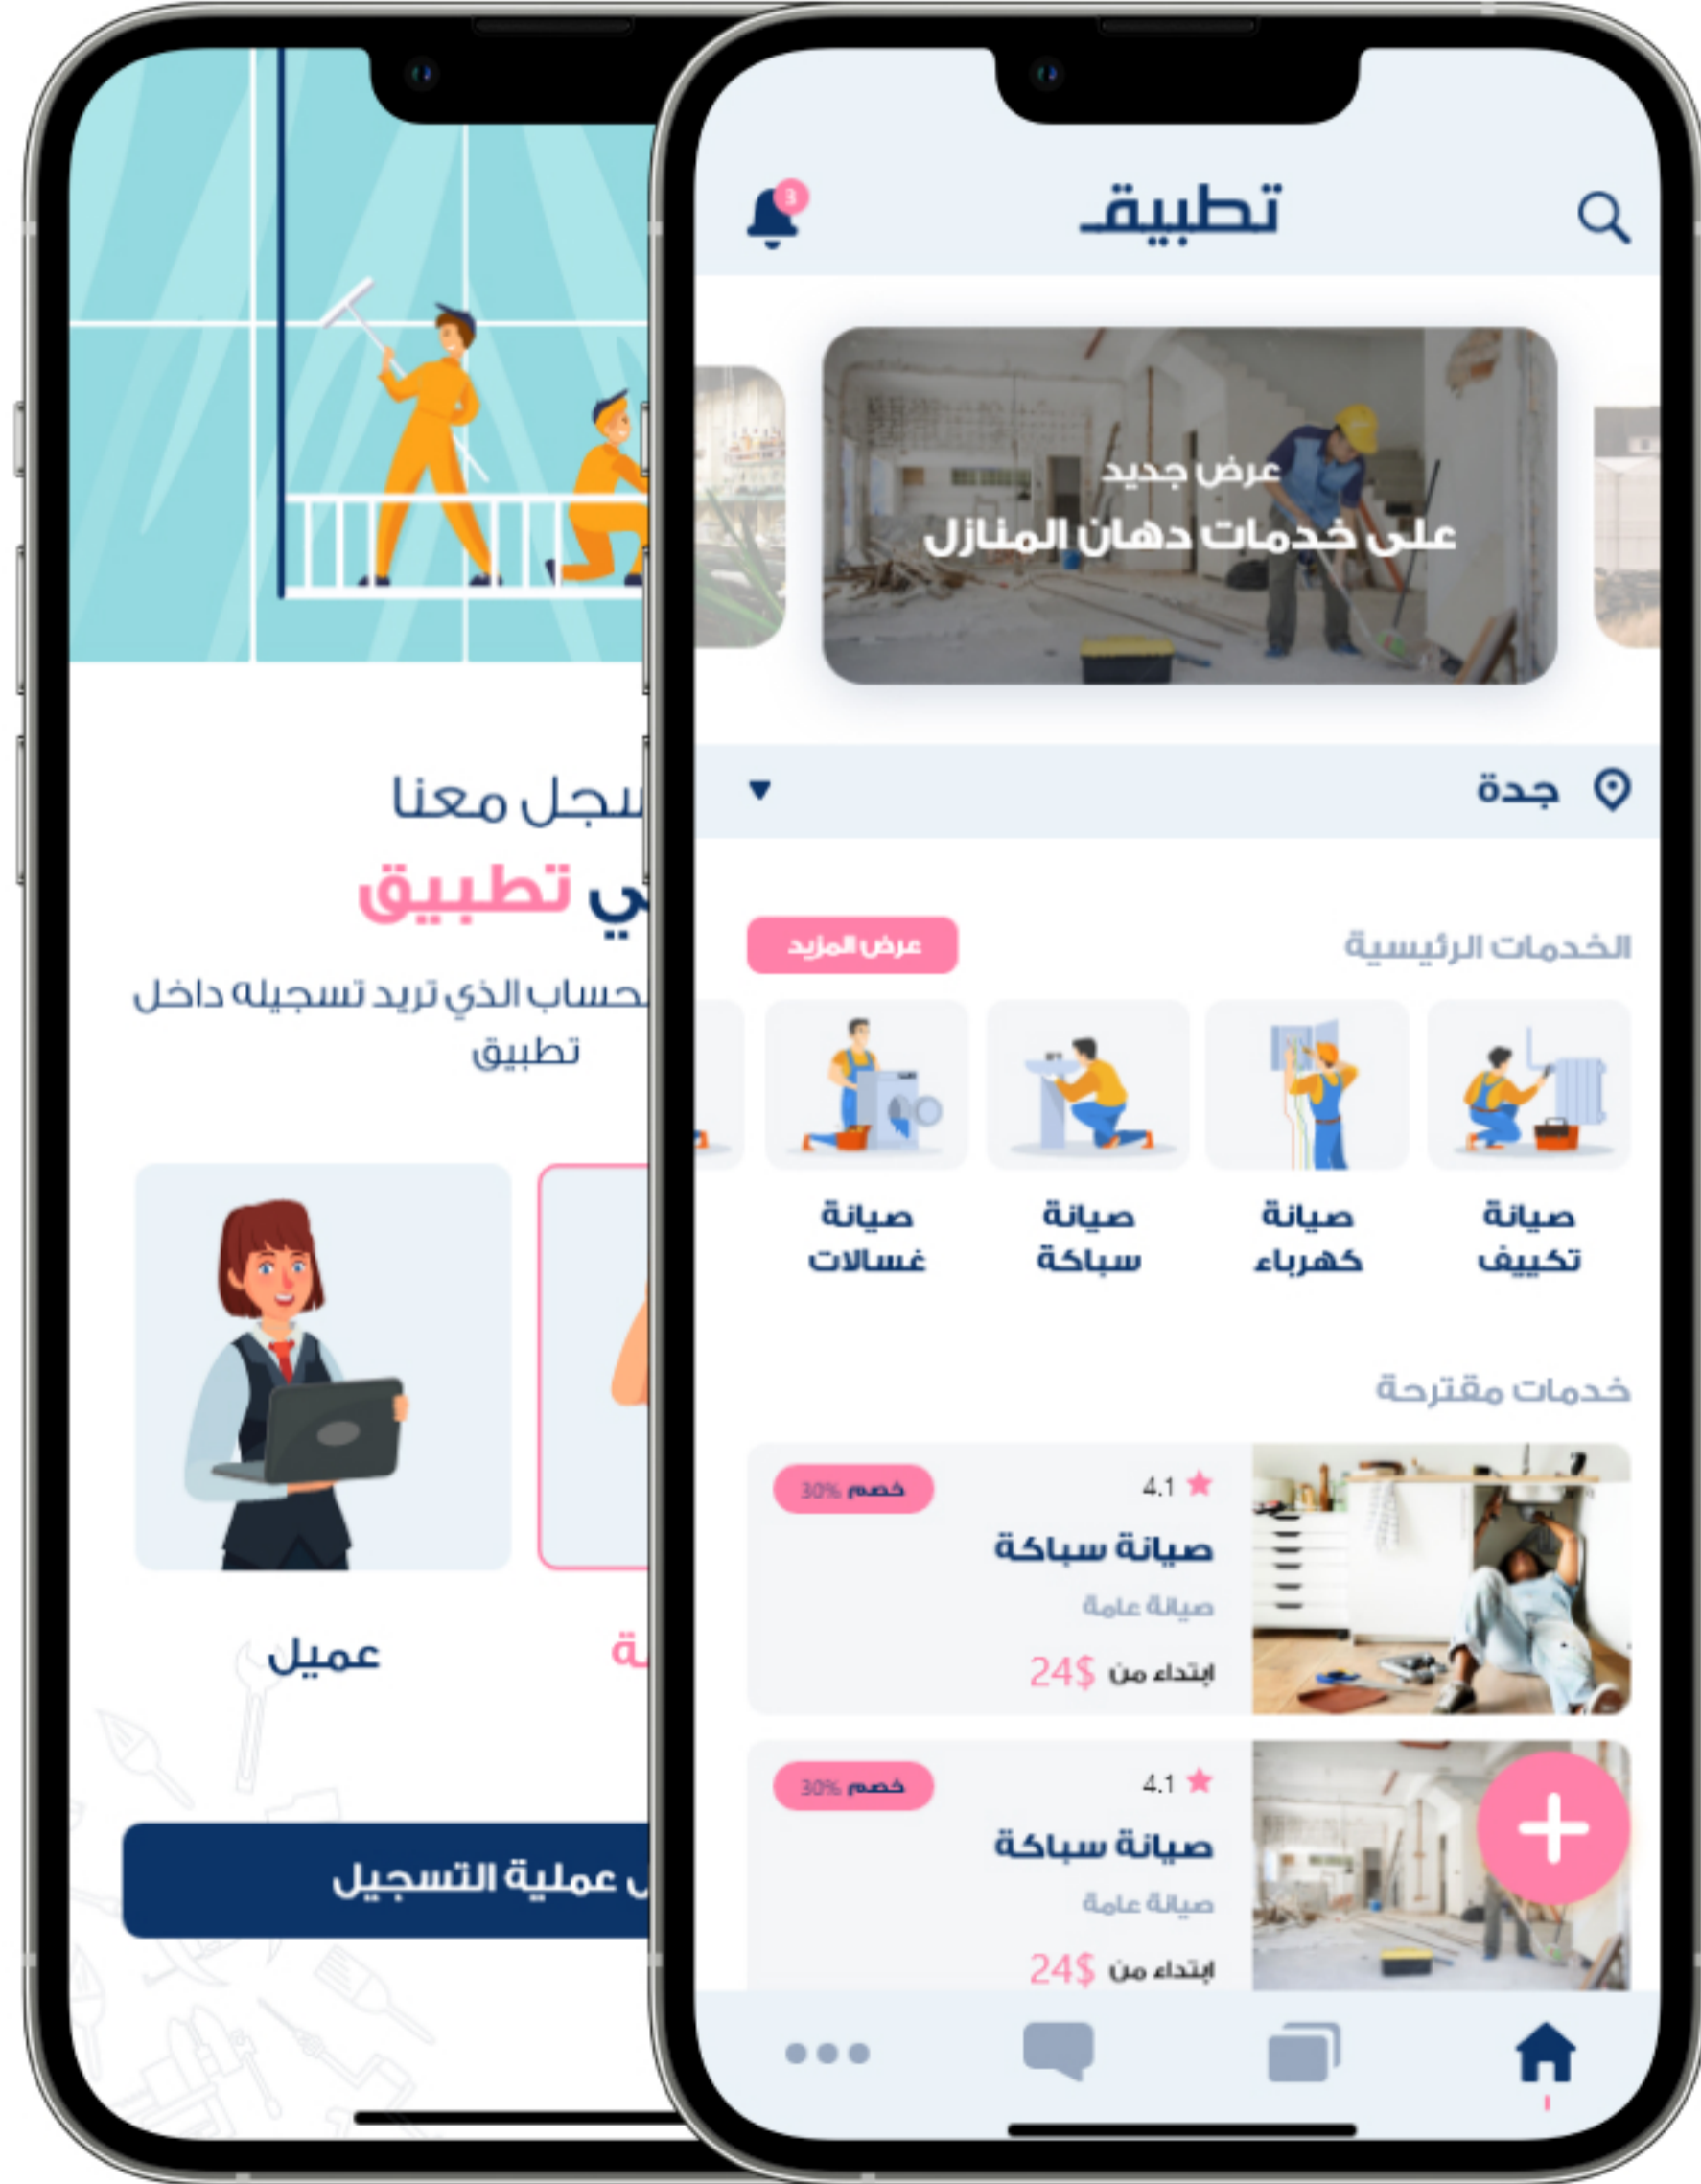 3
تطبيق
عرض جديد
على خدمات دهان المنازل
جدة
الخدمات الرئيسية
عرض المزيد
صيانة تكييف
صيانة كهرباء
صيانة سباكة
صيانة غسالات
خدمات مقترحة
4.1
خصم 30%
صيانة سباكة
صيانة عامة
ابتداء من 24$
4.1
خصم 30%
صيانة سباكة
صيانة عامة
ابتداء من 24$
معنا
تطبيق
الذي تريد تسجيله داخل
تطبيق
عميل
عملية التسجيل